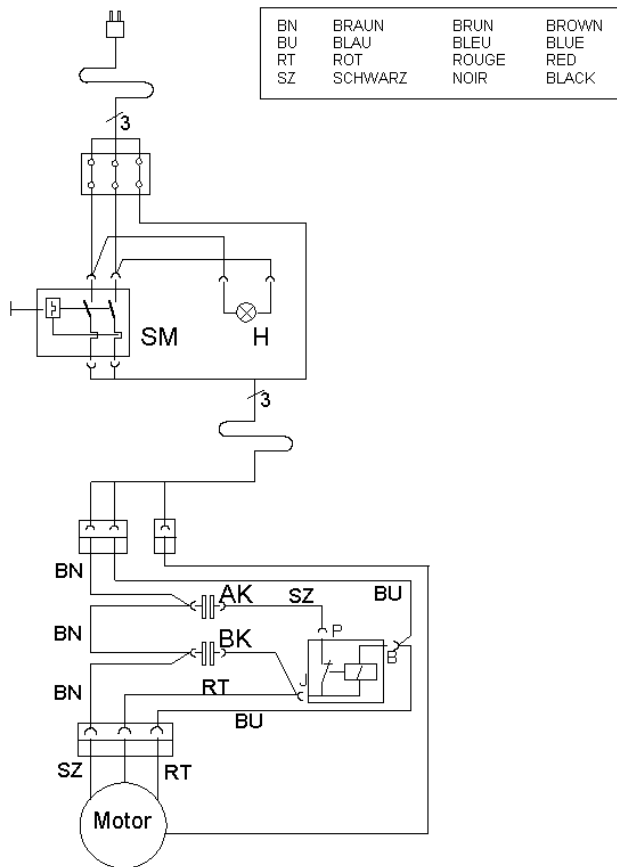 BN BRAUN BRUN BROWN
BU BLAU BLEU BLUE
RT ROT ROUGE RED
SZ SCHWARZ NOIR BLACK
3
SM H
3
BN AK SZ BU
P
BN BK B
J
BN RT BU
SZ RT
Motor